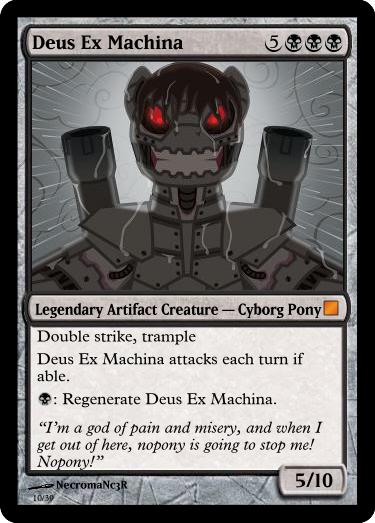 Deus Ex Machina 5
Legendary Artifact Creature — Cyborg Pony
Double strike, trample
Deus Ex Machina attacks each turn if
able.
: Regenerate Deus Ex Machina.
“I'm a god of pain and misery, and when I
get out of here, nopony is going to stop me!
Nopony!”
5/10
NecromaNc3R
10/39